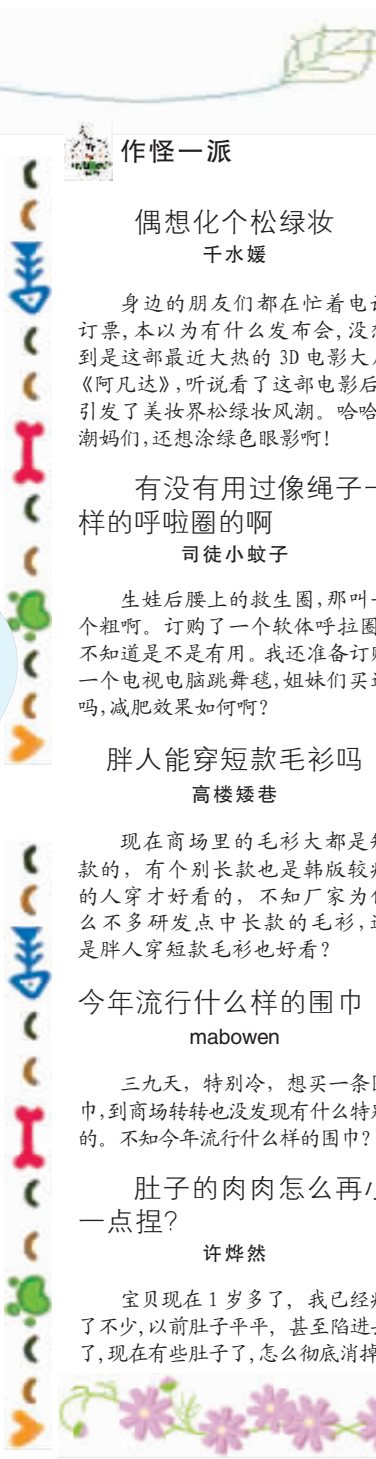 作怪一派
偶想化个松绿妆
千水媛
身边的朋友们都在忙着电
订票,本以为有什么发布会,没
到是这部最近大热的 3D 电影大
《阿凡达》,听说看了这部电影后
引发了美妆界松绿妆风潮。哈哈
潮妈们,还想涂绿色眼影啊!
有没有用过像绳子一
样的呼啦圈的啊
司徒小蚊子
生娃后腰上的救生圈,那叫一
个粗啊。订购了一个软体呼拉圈
不知道是不是有用。我还准备订
一个电视电脑跳舞毯,姐妹们买
吗,减肥效果如何啊?
胖人能穿短款毛衫吗
高楼矮巷
现在商场里的毛衫大都是
款的，有个别长款也是韩版较
的人穿才好看的，不知厂家为
么不多研发点中长款的毛衫,
是胖人穿短款毛衫也好看?
今年流行什么样的围巾
mabowen
三九天，特别冷，想买一条
巾,到商场转转也没发现有什么特
的。不知今年流行什么样的围巾?
肚子的肉肉怎么再小
一点捏?
许烨然
宝贝现在 1 岁多了，我已经
了不少,以前肚子平平，甚至陷进
了,现在有些肚子了,怎么彻底消掉